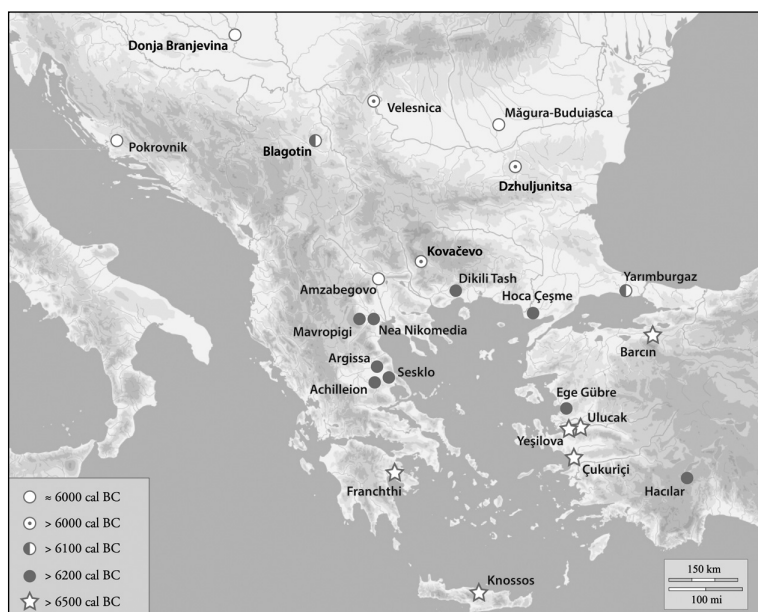 Donja Branjevina
Velesnica
Măgura-Buduiasca
Pokrovnik
Blagotin
Dzhuljunitsa
Kovačevo
Amzabegovo
Dikili Tash
Yarımburgaz
Hoca Çeşme
Mavropigi
Nea Nikomedia
Barcın
Argissa
Sesklo
Achilleion
Ege Gübre
Ulucak
Yeşilova
Çukuriçi
Franchthi
Hacılar
Knossos
≈ 6000 cal BC
> 6000 cal BC
> 6100 cal BC
> 6200 cal BC
> 6500 cal BC
150 km
100 mi